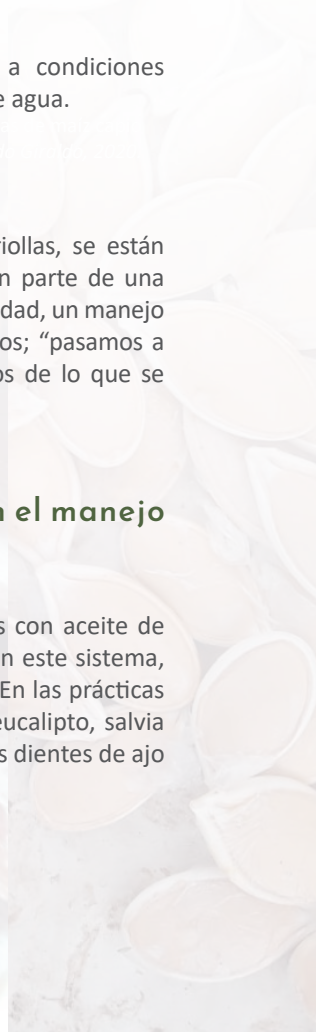 a condiciones
e agua.
iollas, se están
n parte de una
dad, un manejo
os; “pasamos a
os de lo que se
n el manejo
s con aceite de
n este sistema,
En las prácticas
eucalipto, salvia
s dientes de ajo